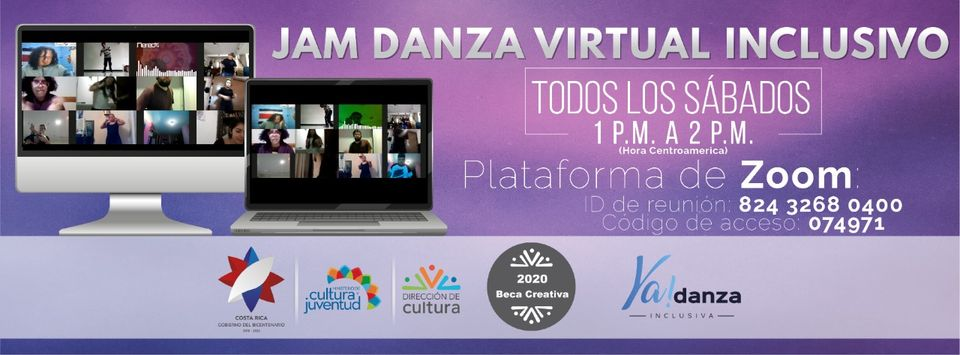 JAM DANZA VIRTUAL INCLUSIVO
TODOS LOS SÁBADOS
1 P.M. A 2 P.M.
(Hora Centroamerica)
Plataforma de Zoom:
ID de reunión: 824 3268 0400
Código de acceso: 074971
COSTA RICA
GOBIERNO DEL BICENTENARIO
MINISTERIO DE
cultura
juventud
DIRECCIÓN DE
cultura
2020
Beca Creativa
Ya!danza
INCLUSIVA